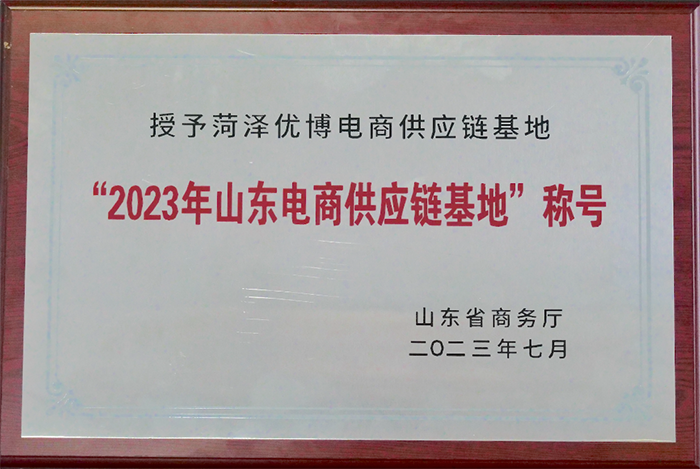 授予菏泽优博电商供应链基地
“2023年山东电商供应链基地”称号
山东省商务厅
二〇二三年七月